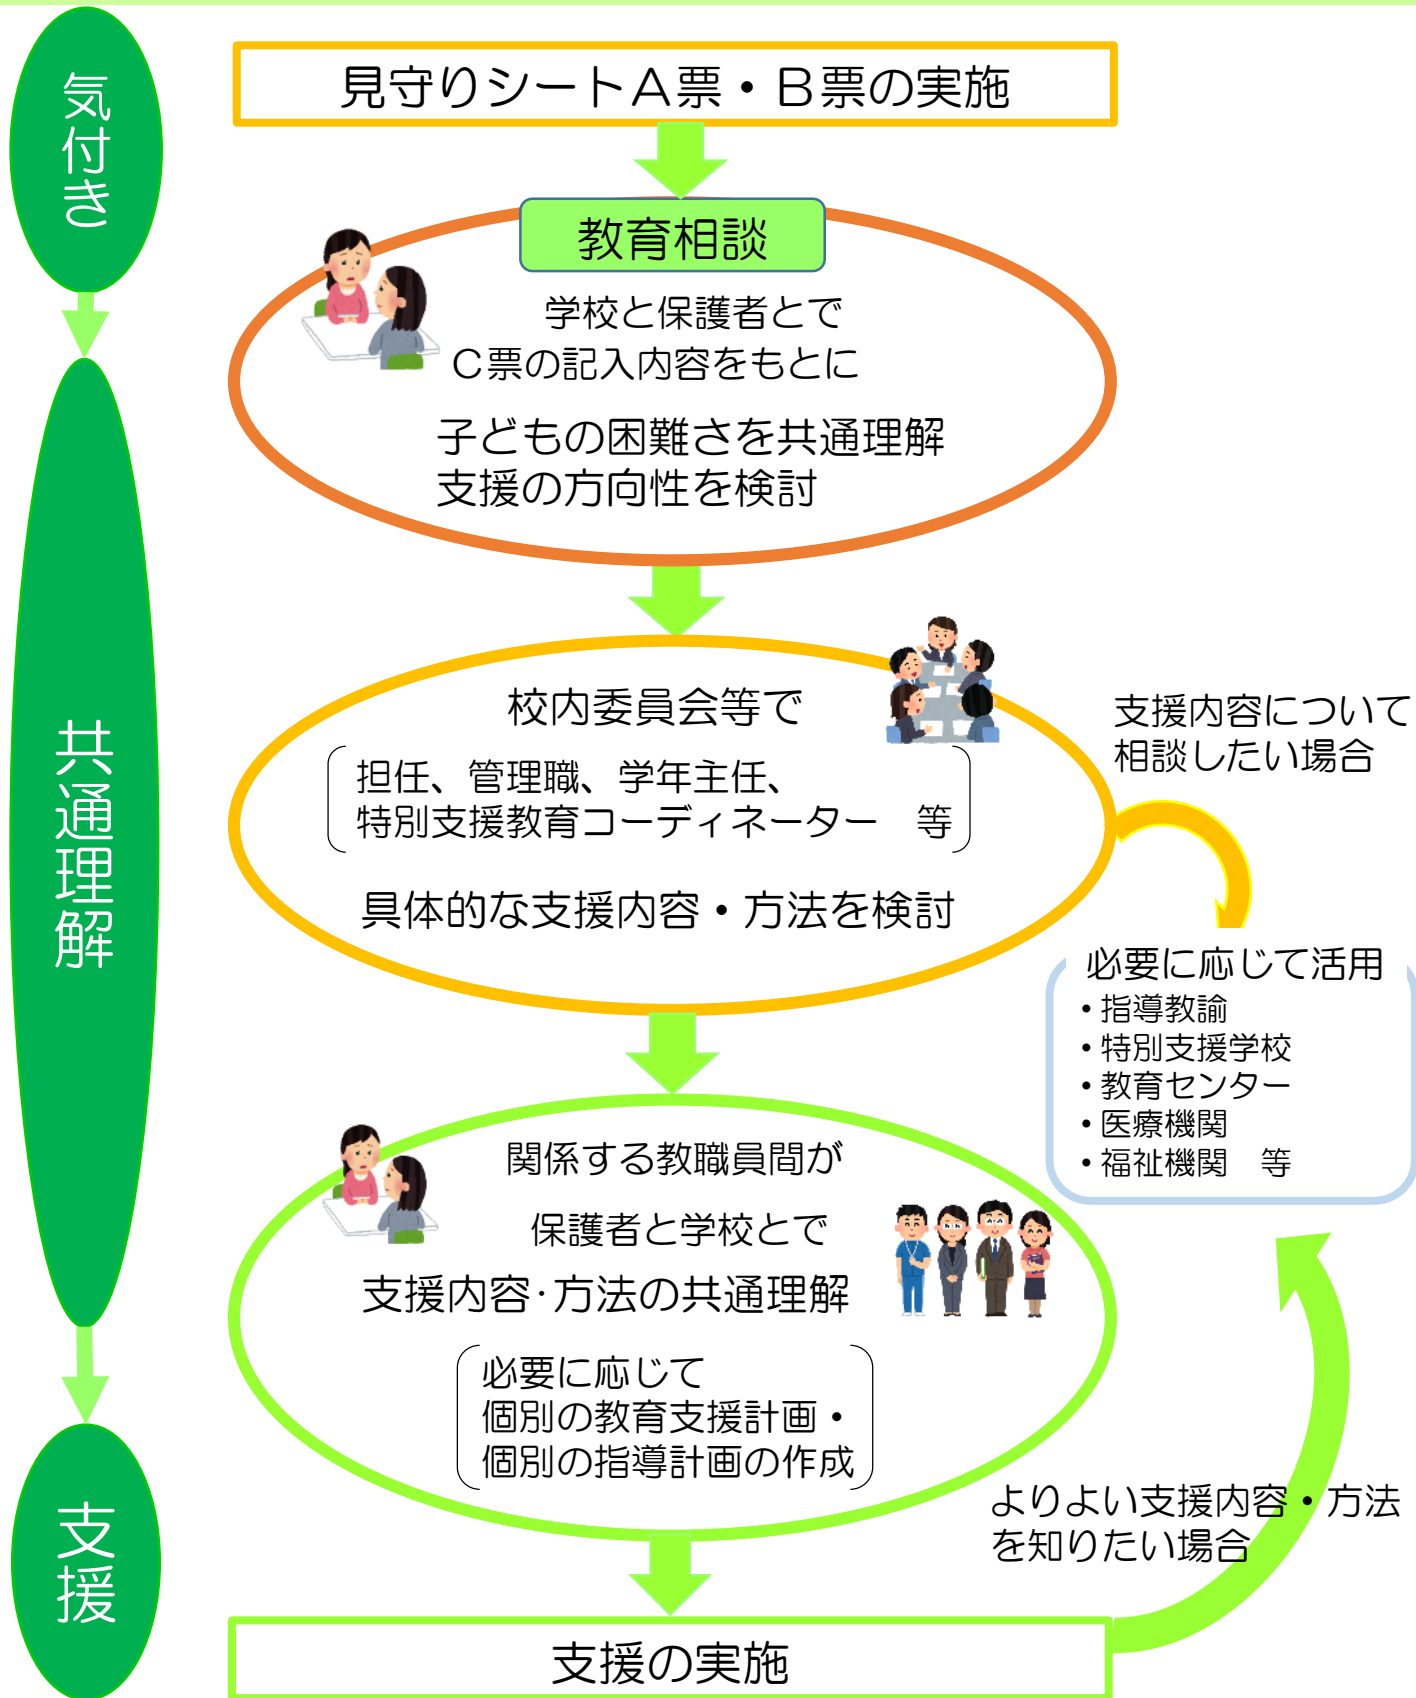 気付き
見守りシートA票・B票の実施
教育相談
学校と保護者とで
C票の記入内容をもとに
子どもの困難さを共通理解
支援の方向性を検討
共通理解
校内委員会等で
担任、管理職、学年主任、
特別支援教育コーディネーター　等
具体的な支援内容・方法を検討
支援内容について
相談したい場合
必要に応じて活用
・指導教諭
・特別支援学校
・教育センター
・医療機関
・福祉機関　等
関係する教職員間が
保護者と学校とで
支援内容・方法の共通理解
必要に応じて
個別の教育支援計画・
個別の指導計画の作成
よりよい支援内容・方法
を知りたい場合
支援
支援の実施